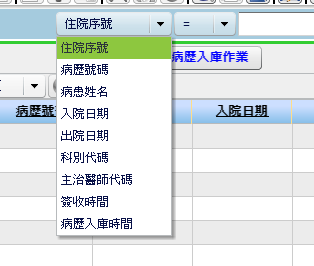 住院序號 =
住院序號
病歷號碼
病患姓名
入院日期
出院日期
科別代碼
主治醫師代碼
簽收時間
病歷入庫時間
病歷入庫作業
病歷號
入院日期